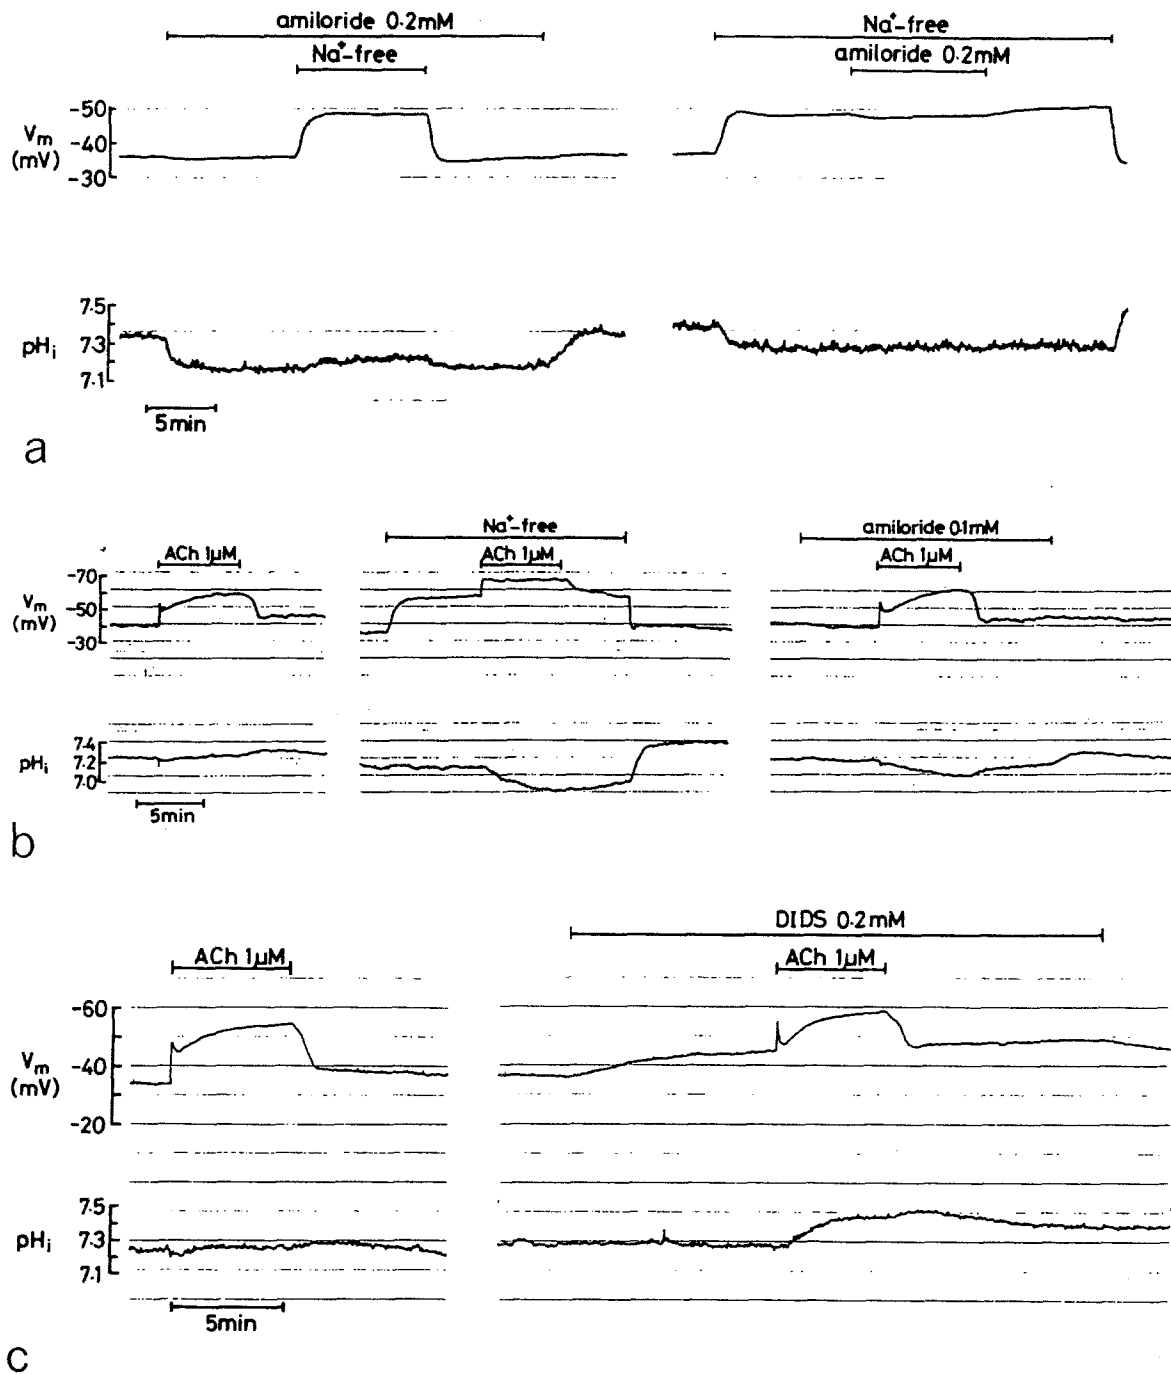 amiloride 0.2mM
Na⁺-free
Na⁺-free
amiloride 0.2mM
Vm
(mV)
-50
-40
-30
pHi
7.5
7.3
7.1
5min
a
ACh 1µM
Na⁺-free
ACh 1µM
amiloride 0.1mM
ACh 1µM
Vm
(mV)
-70
-50
-30
pHi
7.4
7.2
7.0
5min
b
ACh 1µM
DIDS 0.2mM
ACh 1µM
Vm
(mV)
-60
-40
-20
pHi
7.5
7.3
7.1
5min
c